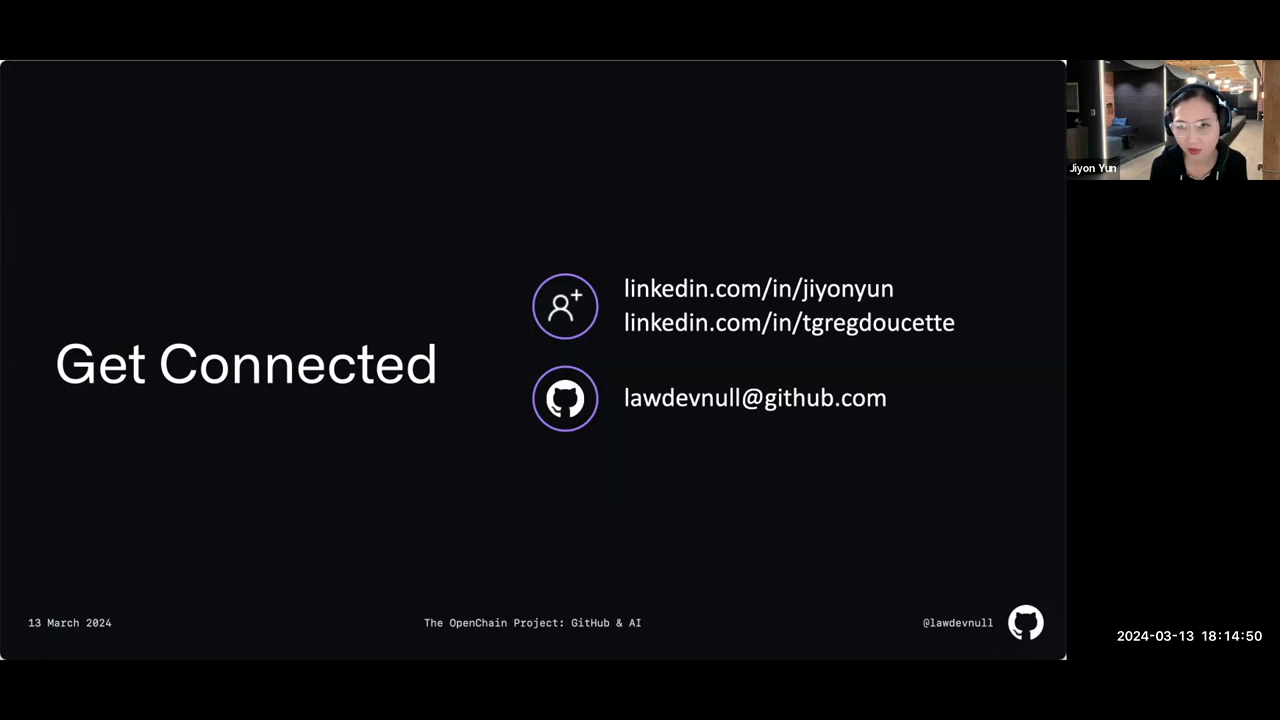 Jiyon Yun
Get Connected
linkedin.com/in/jiyonyun
linkedin.com/in/tgregdoucette
lawdevnull@github.com
13 March 2024
The OpenChain Project: GitHub & AI
@lawdevnull
2024-03-13 18:14:50